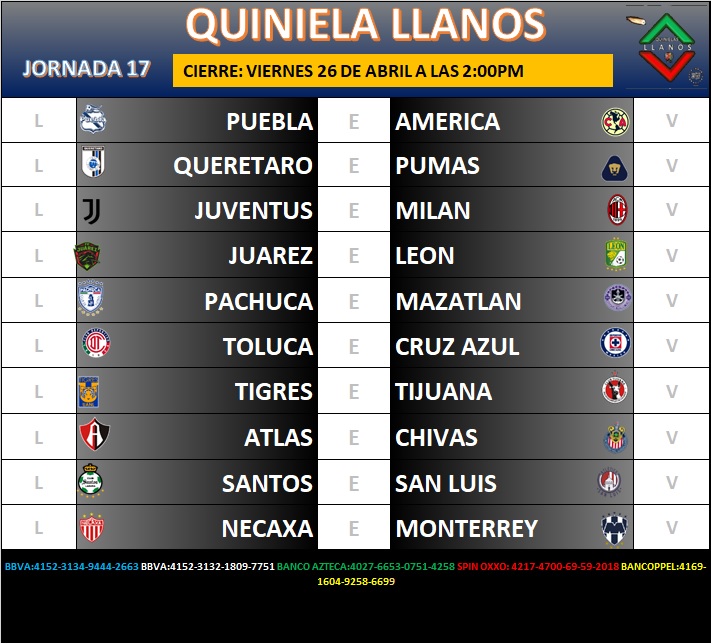 QUINIELA LLANOS
JORNADA 17
CIERRE: VIERNES 26 DE ABRIL A LAS 2:00PM
QUINIELAS
LLANOS
L PUEBLA E AMERICA V
L QUERETARO E PUMAS V
L JUVENTUS E MILAN V
L JUAREZ E LEON V
L PACHUCA E MAZATLAN V
L TOLUCA E CRUZ AZUL V
L TIGRES E TIJUANA V
L ATLAS E CHIVAS V
L SANTOS E SAN LUIS V
L NECAXA E MONTERREY V
BBVA:4152-3134-9444-2663 BBVA:4152-3132-1809-7751 BANCO AZTECA:4027-6653-0751-4258 SPIN OXXO: 4217-4700-69-59-2018 BANCOPPEL:4169-
1604-9258-6699